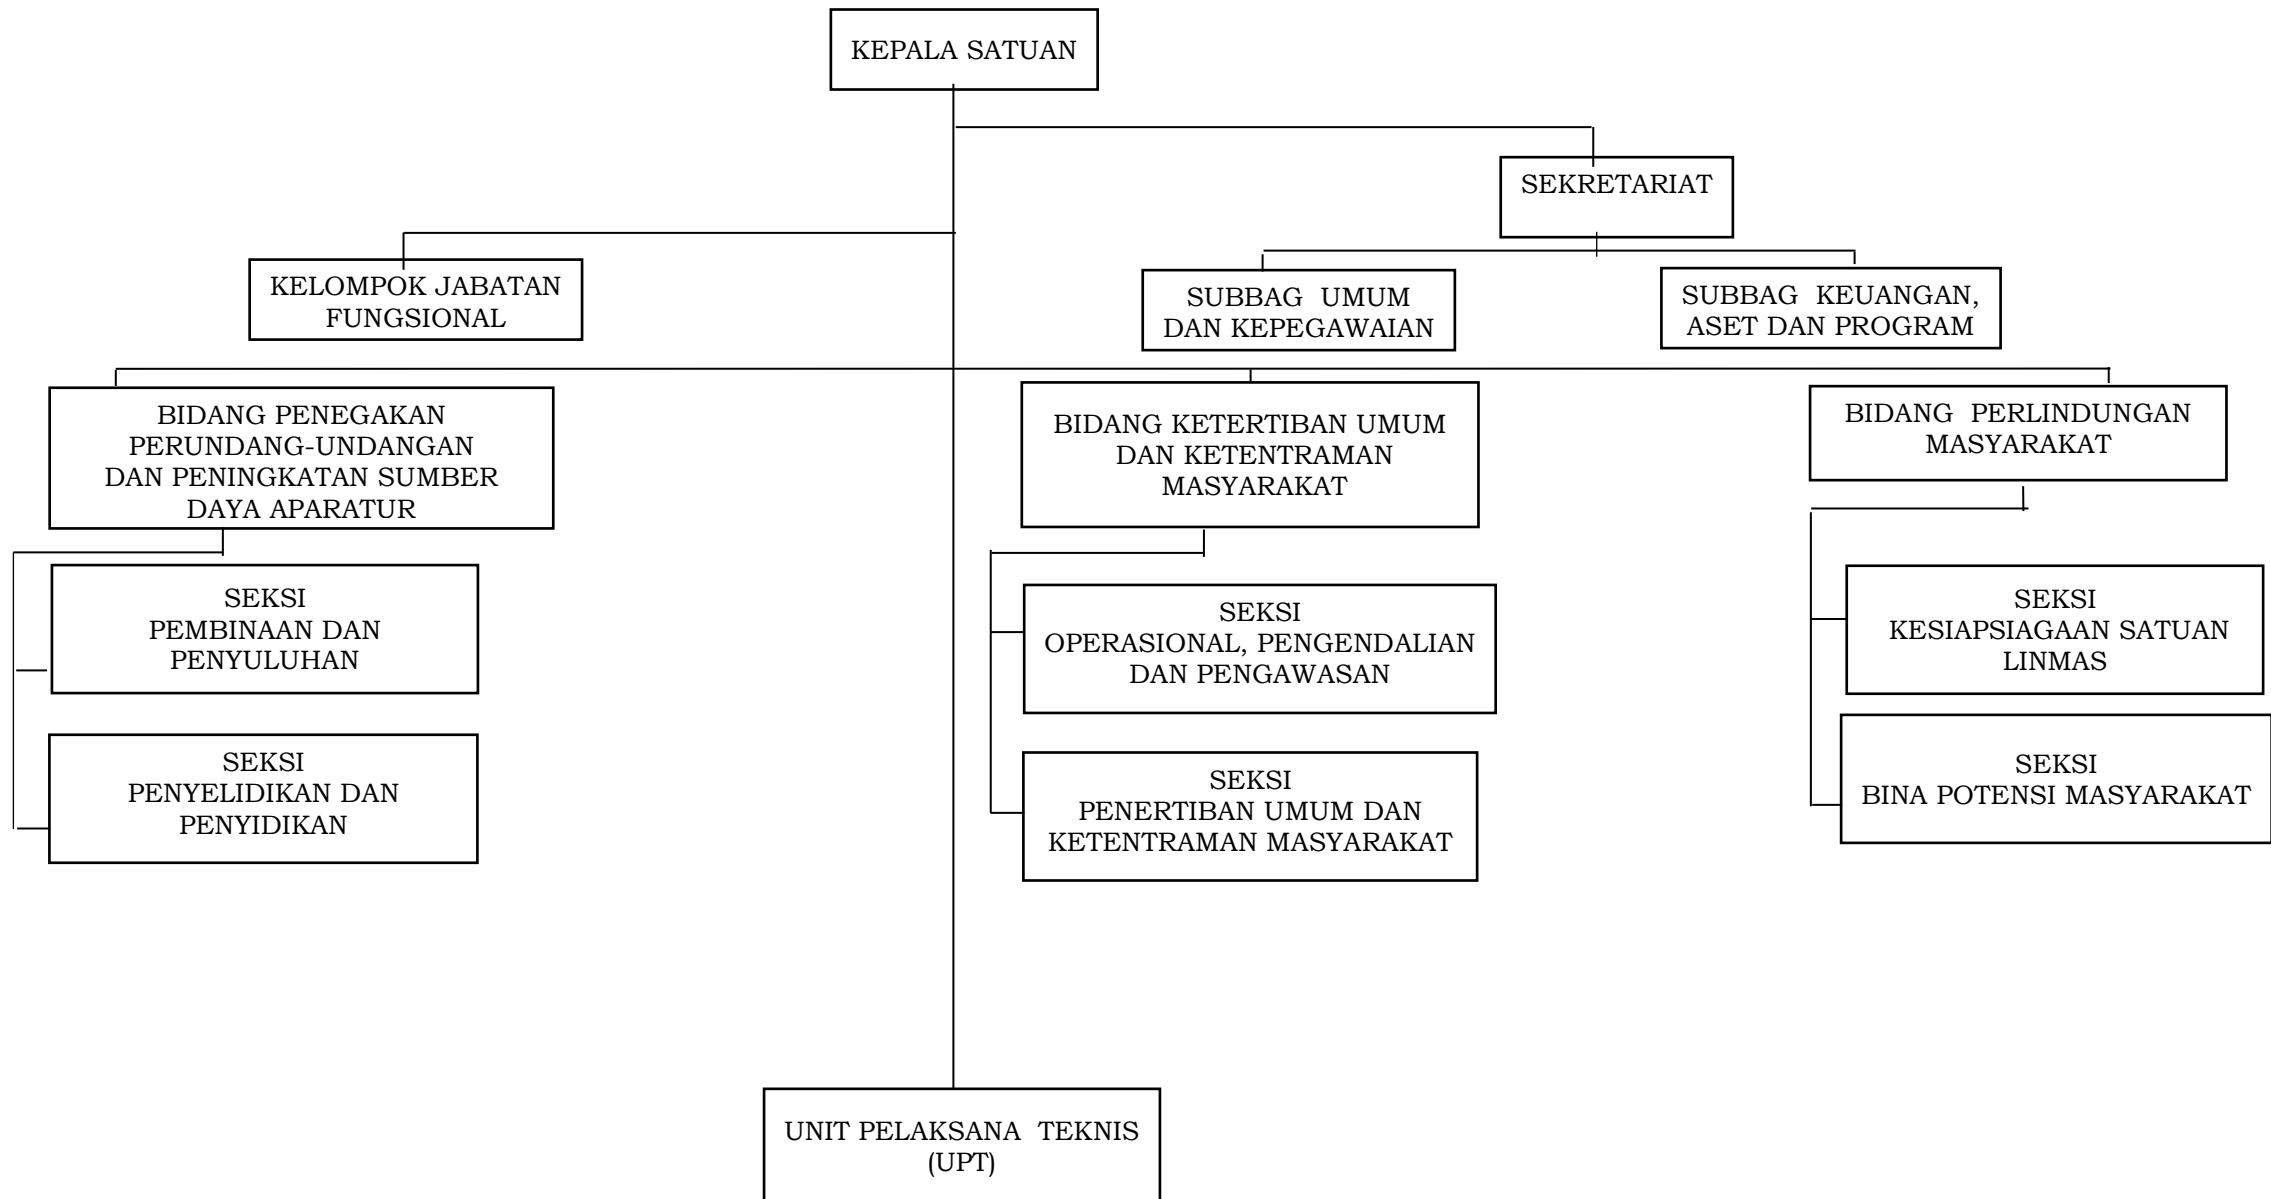 KEPALA SATUAN
SEKRETARIAT
KELOMPOK JABATAN
FUNGSIONAL
SUBBAG  UMUM
DAN KEPEGAWAIAN
SUBBAG  KEUANGAN,
ASET DAN PROGRAM
BIDANG PENEGAKAN
PERUNDANG-UNDANGAN
DAN PENINGKATAN SUMBER
DAYA APARATUR
BIDANG KETERTIBAN UMUM
DAN KETENTRAMAN
MASYARAKAT
BIDANG  PERLINDUNGAN
MASYARAKAT
SEKSI
PEMBINAAN DAN
PENYULUHAN
SEKSI
OPERASIONAL, PENGENDALIAN
DAN PENGAWASAN
SEKSI
KESIAPSIAGAAN SATUAN
LINMAS
SEKSI
PENYELIDIKAN DAN
PENYIDIKAN
SEKSI
PENERTIBAN UMUM DAN
KETENTRAMAN MASYARAKAT
SEKSI
BINA POTENSI MASYARAKAT
UNIT PELAKSANA  TEKNIS
(UPT)